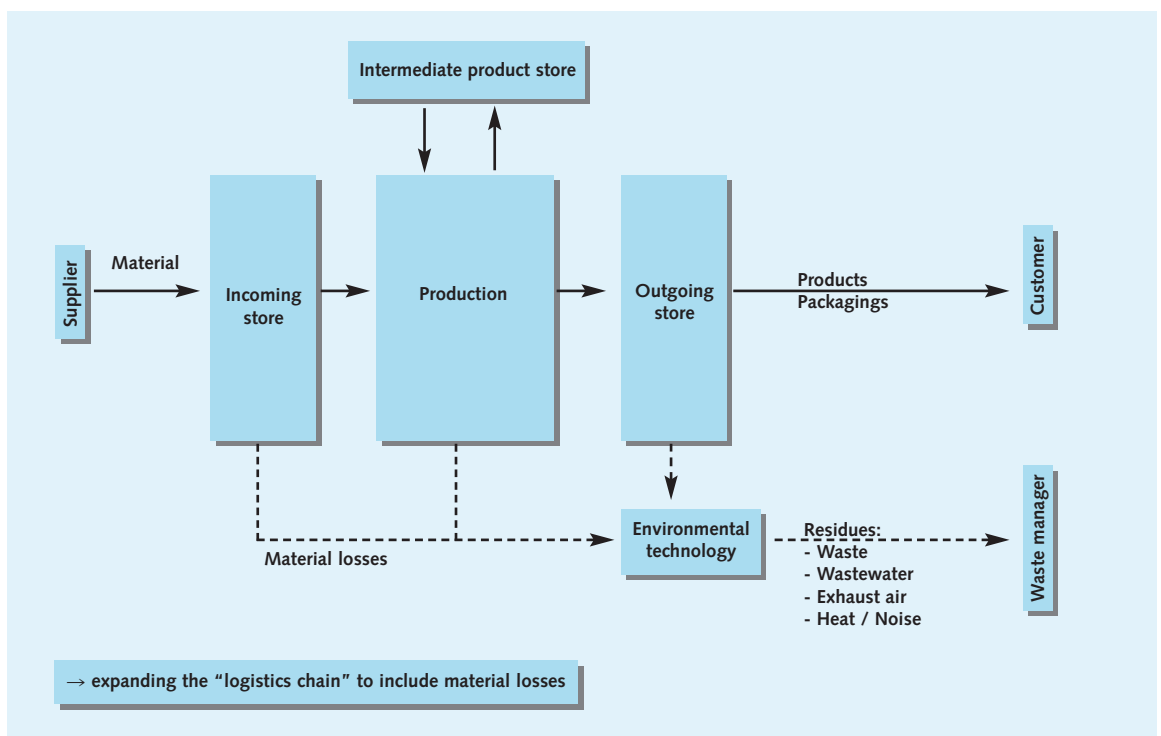 Intermediate product store
Supplier
Material
Incoming
store
Production
Outgoing
store
Products
Packagings
Customer
Material losses
Environmental
technology
Residues:
- Waste
- Wastewater
- Exhaust air
- Heat / Noise
Waste manager
→ expanding the “logistics chain” to include material losses